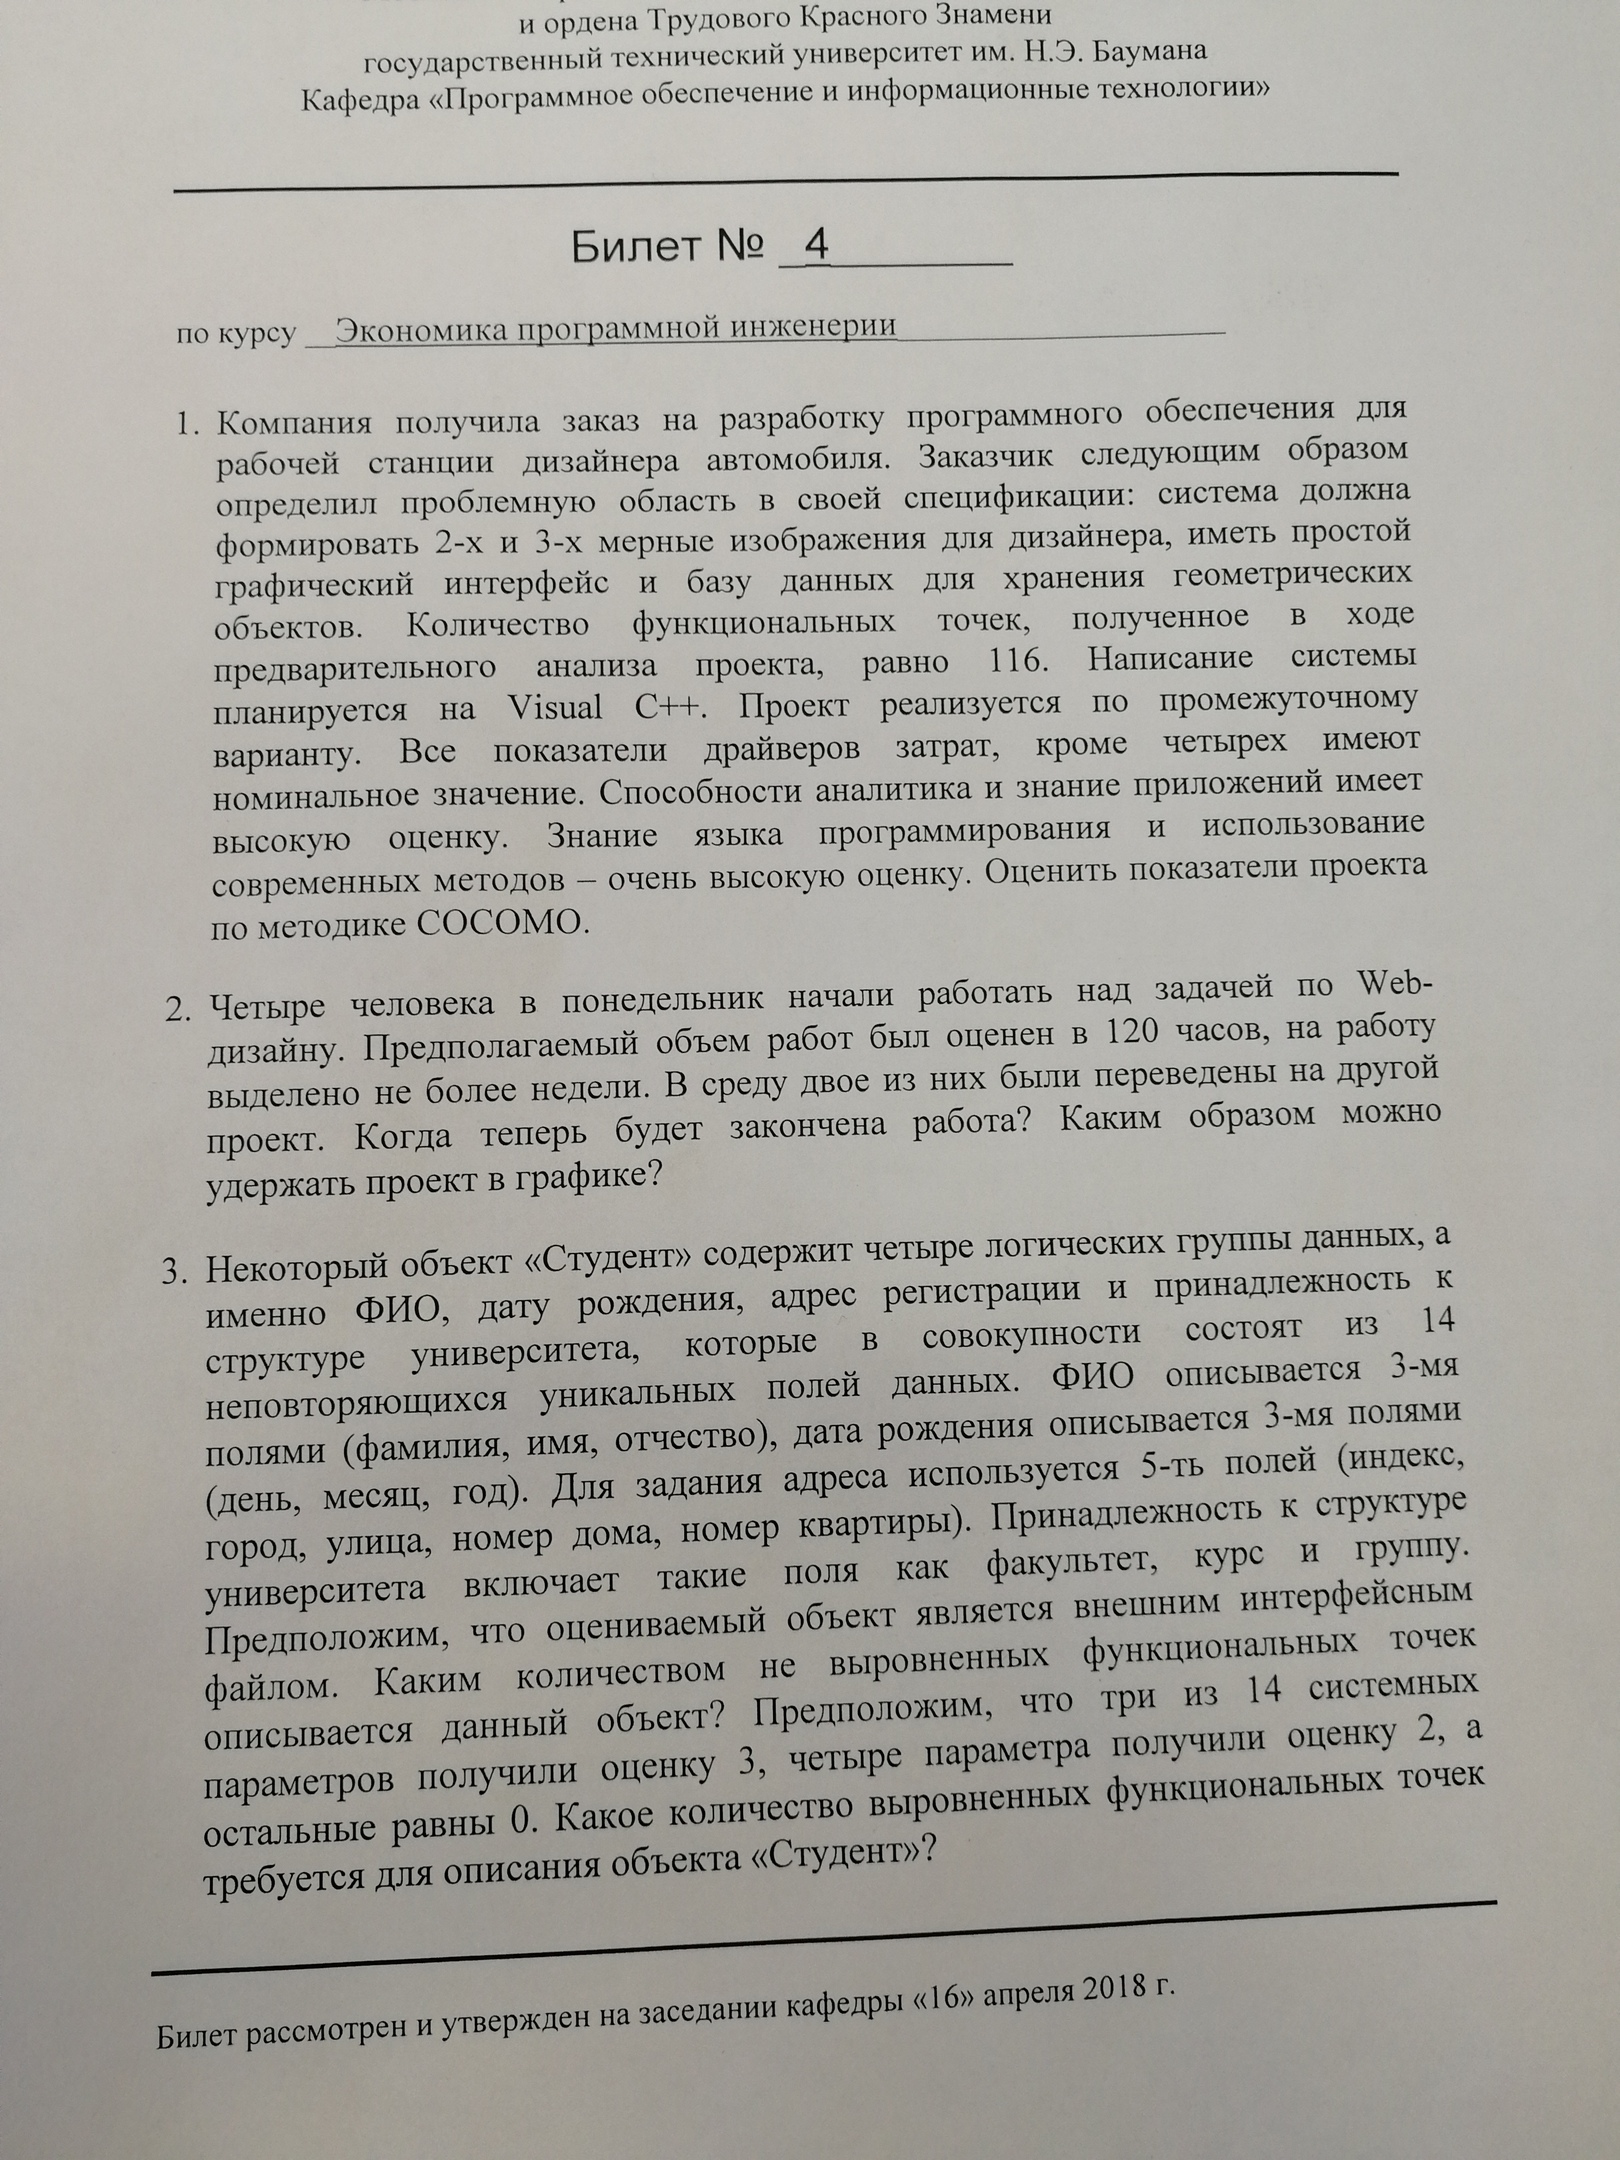 и ордена Трудового Красного Знамени
государственный технический университет им. Н.Э. Баумана
Кафедра «Программное обеспечение и информационные технологии»
Билет № 4
по курсу Экономика программной инженерии
1. Компания получила заказ на разработку программного обеспечения для
рабочей станции дизайнера автомобиля. Заказчик следующим образом
определил проблемную область в своей спецификации: система должна
формировать 2-х и 3-х мерные изображения для дизайнера, иметь простой
графический интерфейс и базу данных для хранения геометрических
объектов. Количество функциональных точек, полученное в ходе
предварительного анализа проекта, равно 116. Написание системы
планируется на Visual C++. Проект реализуется по промежуточному
варианту. Все показатели драйверов затрат, кроме четырех имеют
номинальное значение. Способности аналитика и знание приложений имеет
высокую оценку. Знание языка программирования и использование
современных методов – очень высокую оценку. Оценить показатели проекта
по методике COCOMO.
2. Четыре человека в понедельник начали работать над задачей по Web-
дизайну. Предполагаемый объем работ был оценен в 120 часов, на работу
выделено не более недели. В среду двое из них были переведены на другой
проект. Когда теперь будет закончена работа? Каким образом можно
удержать проект в графике?
3. Некоторый объект «Студент» содержит четыре логических группы данных, а
именно ФИО, дату рождения, адрес регистрации и принадлежность к
структуре университета, которые в совокупности состоят из 14
неповторяющихся уникальных полей данных. ФИО описывается 3-мя
полями (фамилия, имя, отчество), дата рождения описывается 3-мя полями
(день, месяц, год). Для задания адреса используется 5-ть полей (индекс,
город, улица, номер дома, номер квартиры). Принадлежность к структуре
университета включает такие поля как факультет, курс и группу.
Предположим, что оцениваемый объект является внешним интерфейсным
файлом. Каким количеством не выровненных функциональных точек
описывается данный объект? Предположим, что три из 14 системных
параметров получили оценку 3, четыре параметра получили оценку 2, а
остальные равны 0. Какое количество выровненных функциональных точек
требуется для описания объекта «Студент»?
Билет рассмотрен и утвержден на заседании кафедры «16» апреля 2018 г.